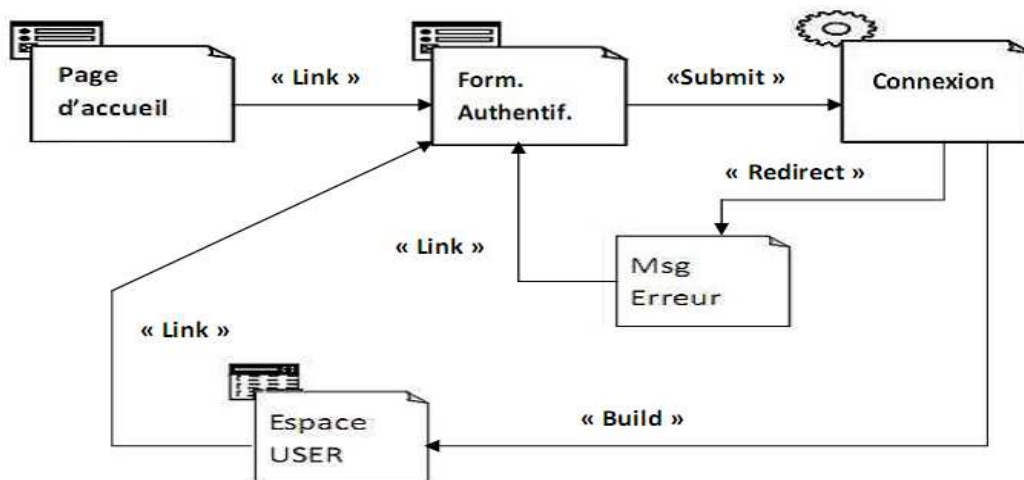 Page
d'accueil
« Link »
Form.
Authentif.
«Submit »
Connexion
« Redirect »
« Link »
Msg
Erreur
« Link »
Espace
USER
« Build »